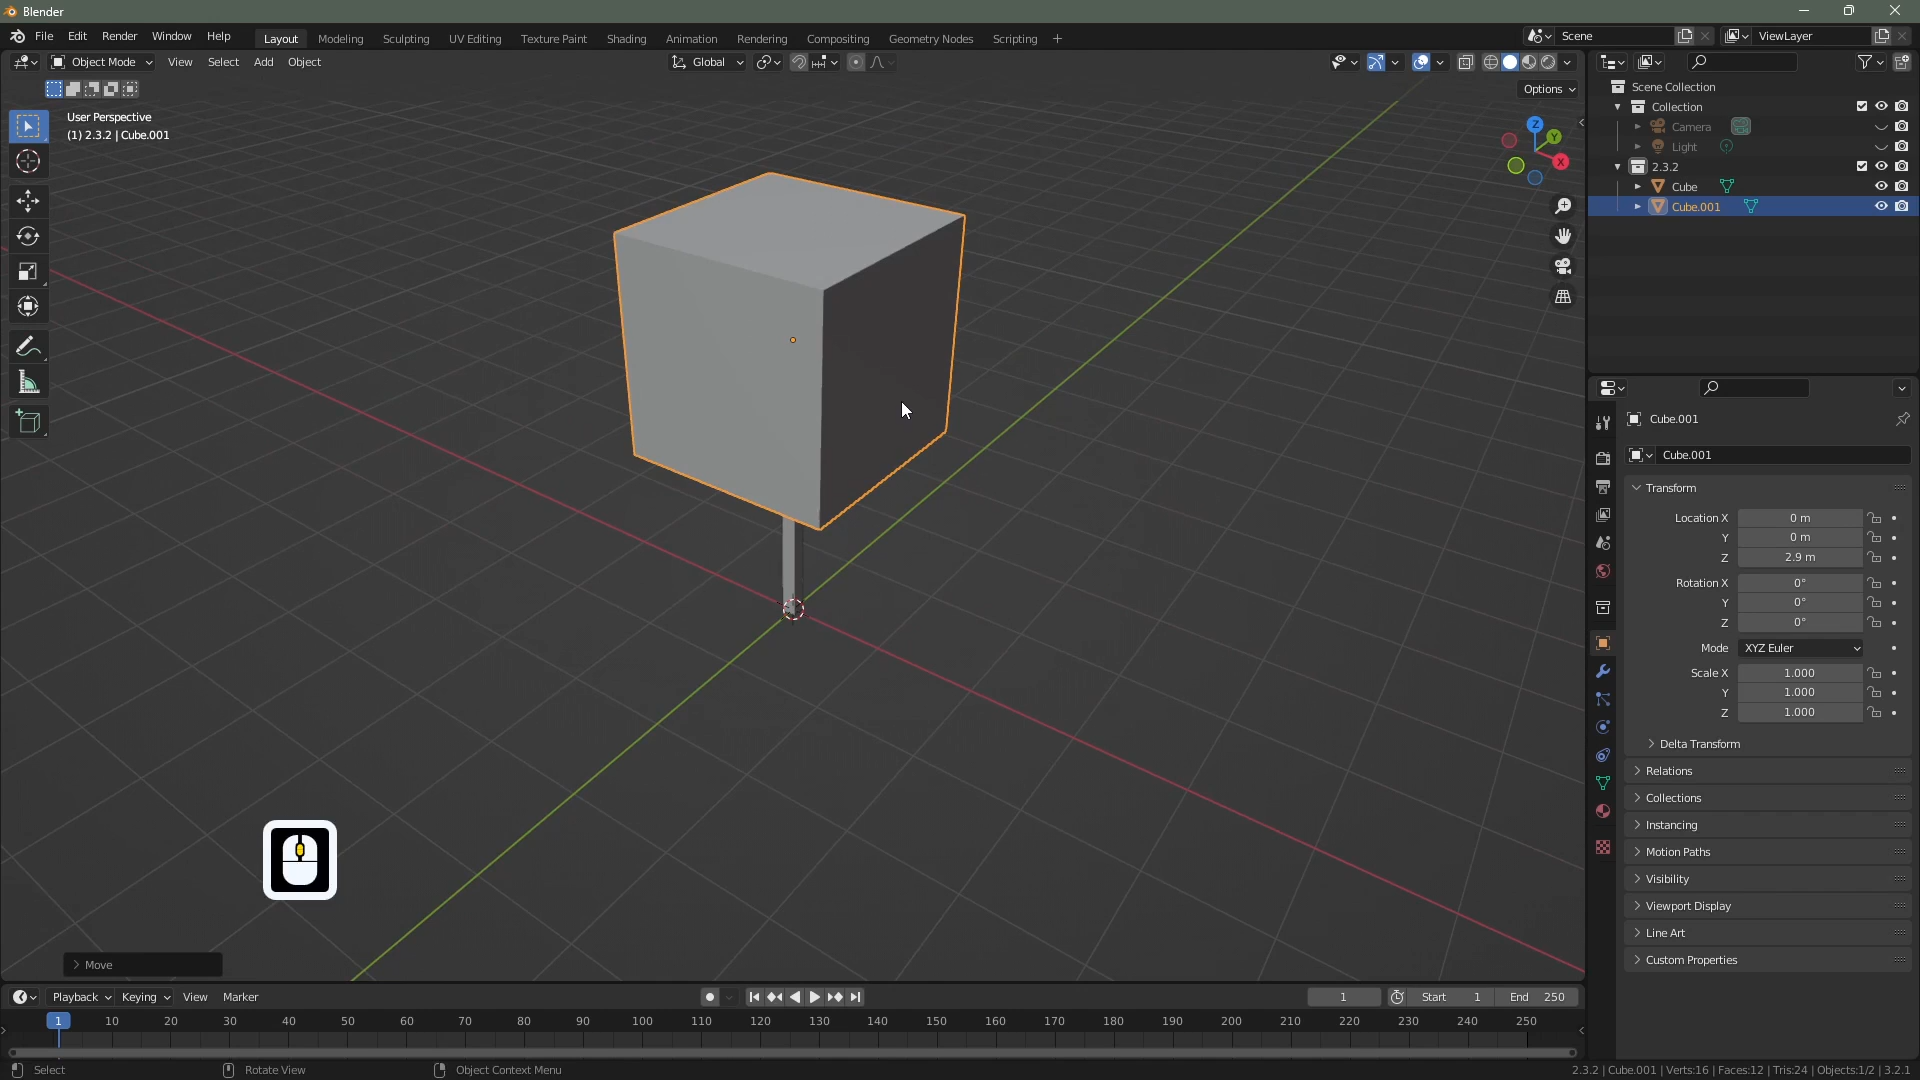 Blender
File Edit Render Window Help
Layout Modeling Sculpting UV Editing Texture Paint Shading Animation Rendering Compositing Geometry Nodes Scripting +
Scene
ViewLayer
Object Mode View Select Add Object
Global
Options
User Perspective
(1) 2.3.2 | Cube.001
Z
Y
X
Scene Collection
Collection
Camera
Light
2.3.2
Cube
Cube.001
Cube.001
Cube.001
Transform
Location X 0 m
Y 0 m
Z 2.9 m
Rotation X 0°
Y 0°
Z 0°
Mode XYZ Euler
Scale X 1.000
Y 1.000
Z 1.000
Delta Transform
Relations
Collections
Instancing
Motion Paths
Visibility
Viewport Display
Line Art
Custom Properties
Move
Playback Keying View Marker
1 Start 1 End 250
1 10 20 30 40 50 60 70 80 90 100 110 120 130 140 150 160 170 180 190 200 210 220 230 240 250
Select Rotate View Object Context Menu
2.3.2 | Cube.001 | Verts:16 | Faces:12 | Tris:24 | Objects:1/2 | 3.2.1